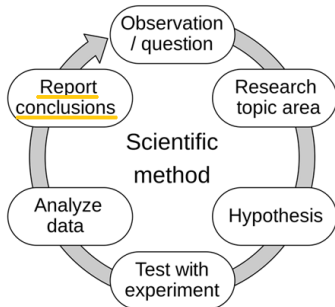 Observation
/ question
Research
topic area
Hypothesis
Test with
experiment
Analyze
data
Report
conclusions
Scientific
method